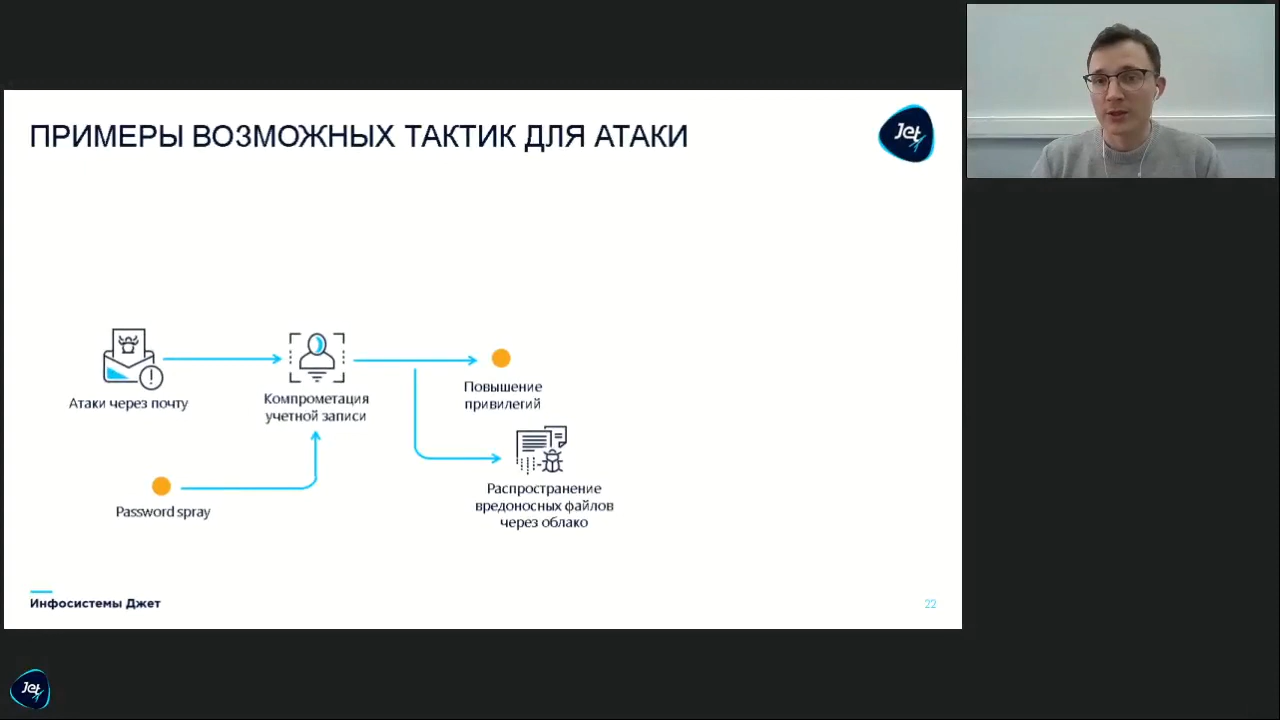 ПРИМЕРЫ ВОЗМОЖНЫХ ТАКТИК ДЛЯ АТАКИ
Jet
Атаки через почту
Компрометация
учетной записи
Повышение
привилегий
Password spray
Распространение
вредоносных файлов
через облако
Инфосистемы Джет
22
Jet